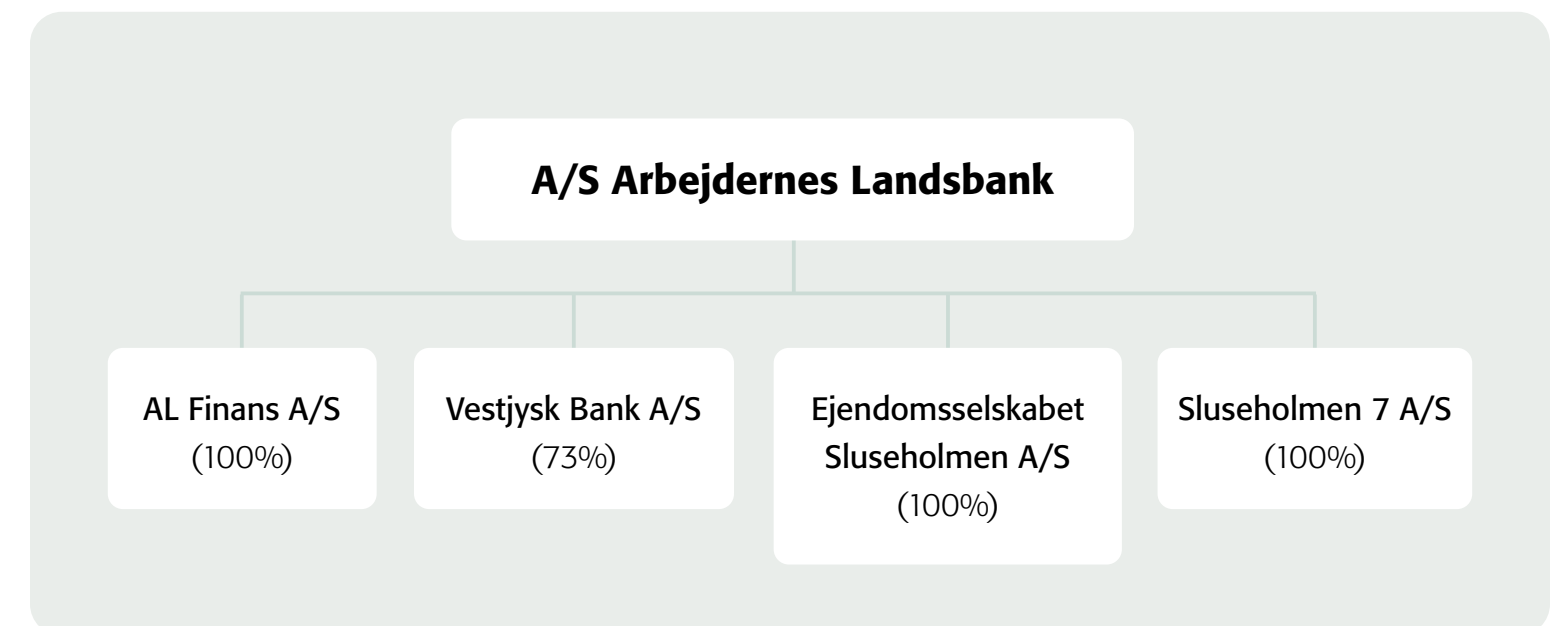 A/S Arbejdernes Landsbank
AL Finans A/S
(100%)
Vestjysk Bank A/S
(73%)
Ejendomsselskabet
Sluseholmen A/S
(100%)
Sluseholmen 7 A/S
(100%)